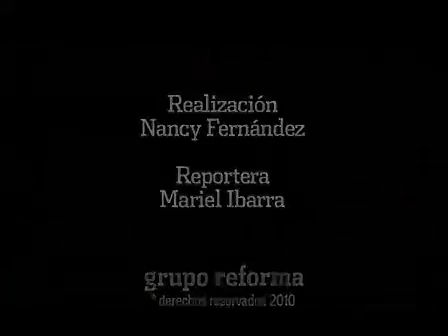 Realización
Nancy Fernández
Reportera
Mariel Ibarra
grupo reforma
* derechos reservados 2010